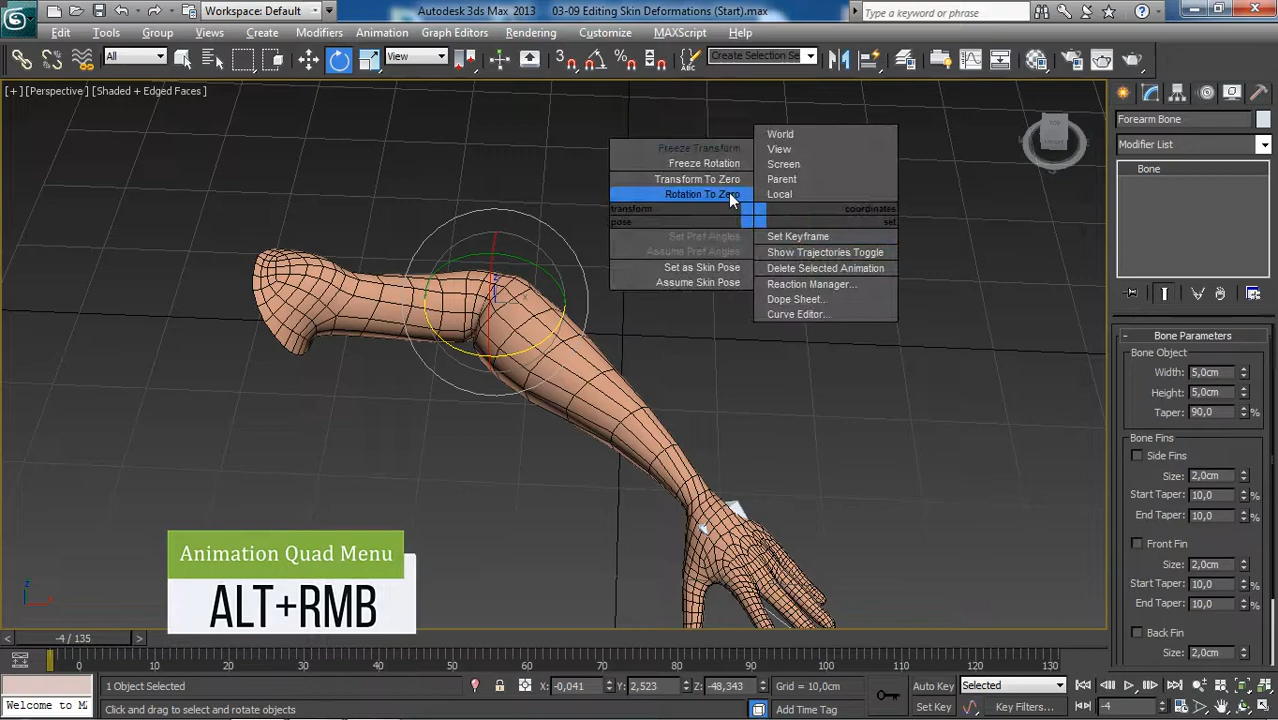 Workspace: Default
Autodesk 3ds Max 2013
03-09 Editing Skin Deformations (Start).max
Type a keyword or phrase
Edit
Tools
Group
Views
Create
Modifiers
Animation
Graph Editors
Rendering
Customize
MAXScript
Help
All
View
Create Selection Se
[+] [Perspective] [Shaded + Edged Faces]
TOP
Forearm Bone
Modifier List
Bone
Freeze Transform
Freeze Rotation
Transform To Zero
Rotation To Zero
transform
pose
Set Pref Angles
Assume Pref Angles
Set as Skin Pose
Assume Skin Pose
World
View
Screen
Parent
Local
coordinates
set
Set Keyframe
Show Trajectories Toggle
Delete Selected Animation
Reaction Manager...
Dope Sheet...
Curve Editor...
Bone Parameters
Bone Object
Width: 5,0cm
Height: 5,0cm
Taper: 90,0 %
Bone Fins
Side Fins
Size: 2,0cm
Start Taper: 10,0 %
End Taper: 10,0 %
Front Fin
Size: 2,0cm
Start Taper: 10,0 %
End Taper: 10,0 %
Back Fin
Size: 2,0cm
Animation Quad Menu
ALT+RMB
z
x
-4 / 135
0 10 20 30 40 50 60 70 80 90 100 110 120 130
1 Object Selected
X: -0,041
Y: 2,523
Z: -48,343
Grid = 10,0cm
Auto Key
Selected
Welcome to M
Click and drag to select and rotate objects
Add Time Tag
Set Key
Key Filters...
-4